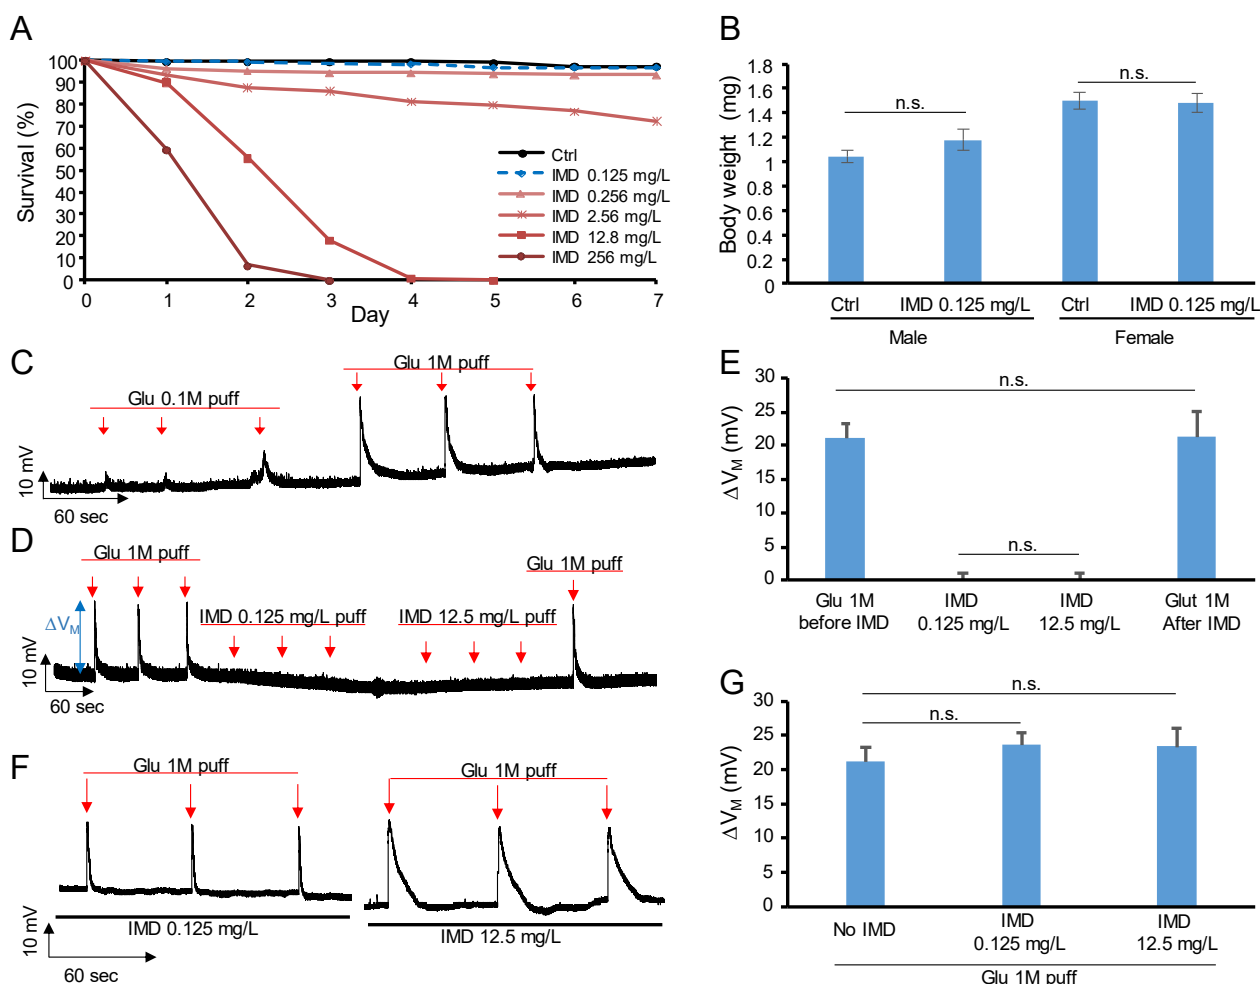 A
Survival (%)
100
90
80
70
60
50
40
30
20
10
0
0 1 2 3 4 5 6 7
Day
Ctrl
IMD 0.125 mg/L
IMD 0.256 mg/L
IMD 2.56 mg/L
IMD 12.8 mg/L
IMD 256 mg/L
B
Body weight (mg)
1.8
1.6
1.4
1.2
1
0.8
0.6
0.4
0.2
0
n.s.
n.s.
Ctrl IMD 0.125 mg/L Ctrl IMD 0.125 mg/L
Male Female
C
Glu 0.1M puff
Glu 1M puff
10 mV
60 sec
D
Glu 1M puff
IMD 0.125 mg/L puff
IMD 12.5 mg/L puff
Glu 1M puff
ΔVM
10 mV
60 sec
E
ΔVM (mV)
30
25
20
15
10
5
0
n.s.
n.s.
Glu 1M
before IMD
IMD
0.125 mg/L
IMD
12.5 mg/L
Glut 1M
After IMD
F
Glu 1M puff
Glu 1M puff
IMD 0.125 mg/L
IMD 12.5 mg/L
10 mV
60 sec
G
ΔVM (mV)
30
25
20
15
10
5
0
n.s.
n.s.
No IMD
IMD
0.125 mg/L
IMD
12.5 mg/L
Glu 1M puff